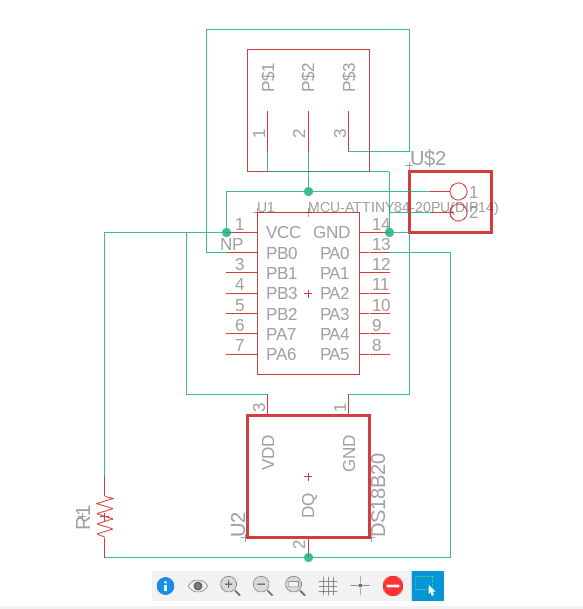 P$1 P$2 P$3
1 2 3
U$2
1
2
U1 MCU-ATTINY84-20PU(DIP14)
1 VCC GND 14
NP PB0 PA0 13
3 PB1 PA1 12
4 PB3 PA2 11
5 PB2 PA3 10
6 PA7 PA4 9
7 PA6 PA5 8
3 1
VDD GND
DQ
U2 DS18B20
2
R1